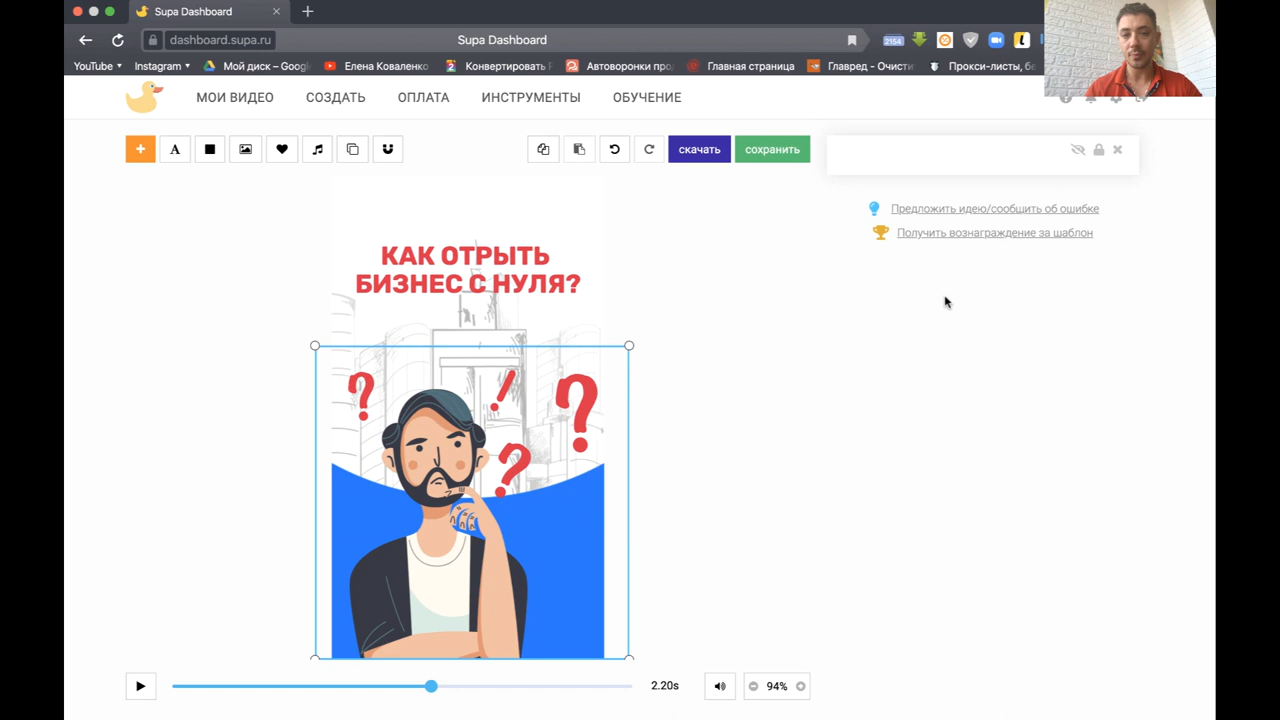 Supa Dashboard
dashboard.supa.ru
Supa Dashboard
2154
YouTube
Instagram
Мой диск – Google
Елена Коваленко
Конвертировать
Автоворонки про
Главная страница
Главред - Очисти
Прокси-листы, бе
МОИ ВИДЕО
СОЗДАТЬ
ОПЛАТА
ИНСТРУМЕНТЫ
ОБУЧЕНИЕ
A
скачать
сохранить
Предложить идею/сообщить об ошибке
Получить вознаграждение за шаблон
КАК ОТРЫТЬ
БИЗНЕС С НУЛЯ?
2.20s
94%